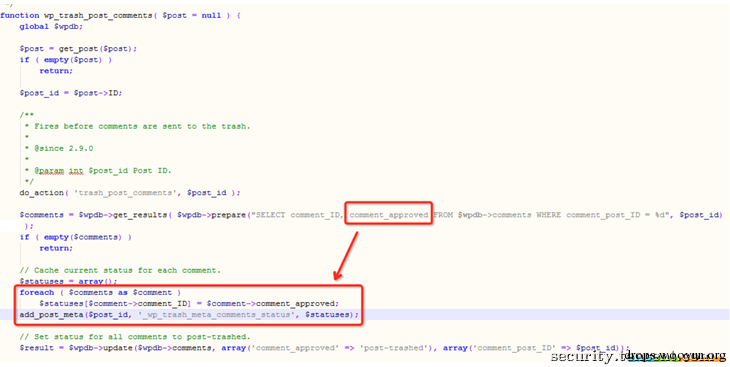 */
function wp_trash_post_comments( $post = null ) {
global $wpdb;
$post = get_post($post);
if ( empty($post) )
return;
$post_id = $post->ID;
/**
* Fires before comments are sent to the trash.
*
* @since 2.9.0
*
* @param int $post_id Post ID.
*/
do_action( 'trash_post_comments', $post_id );
$comments = $wpdb->get_results( $wpdb->prepare("SELECT comment_ID, comment_approved FROM $wpdb->comments WHERE comment_post_ID = %d", $post_id)
);
if ( empty($comments) )
return;
// Cache current status for each comment.
$statuses = array();
foreach ( $comments as $comment )
$statuses[$comment->comment_ID] = $comment->comment_approved;
add_post_meta($post_id, '_wp_trash_meta_comments_status', $statuses);
// Set status for all comments to post-trashed.
$result = $wpdb->update($wpdb->comments, array('comment_approved' => 'post-trashed'), array('comment_post_ID' => $post_id));
drops.wooyun.org